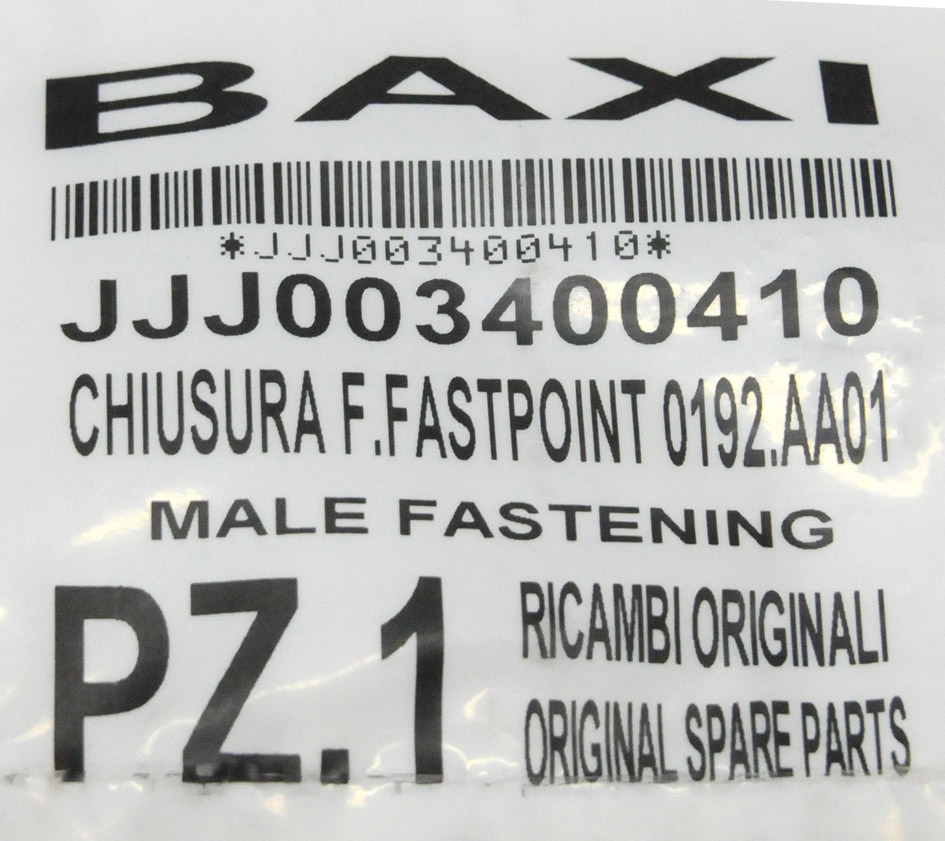 BAXI
*JJJ003400410*
JJJ003400410
CHIUSURA F.FASTPOINT 0192.AA01
MALE FASTENING
PZ.1
RICAMBI ORIGINALI
ORIGINAL SPARE PARTS